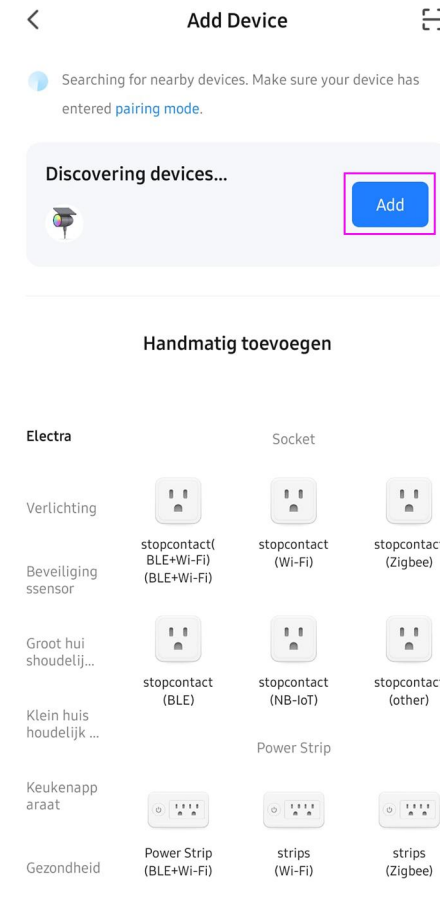 Add Device
Searching for nearby devices. Make sure your device has
entered pairing mode.
Discovering devices...
Add
Handmatig toevoegen
Electra
Socket
Verlichting
stopcontact(
BLE+Wi-Fi)
(BLE+Wi-Fi)
stopcontact
(Wi-Fi)
stopcontact
(Zigbee)
Beveiliging
ssensor
Groot hui
shoudelij...
stopcontact
(BLE)
stopcontact
(NB-IoT)
stopcontact
(other)
Klein huis
houdelijk ...
Power Strip
Keukenapp
araat
Gezondheid
Power Strip
(BLE+Wi-Fi)
strips
(Wi-Fi)
strips
(Zigbee)